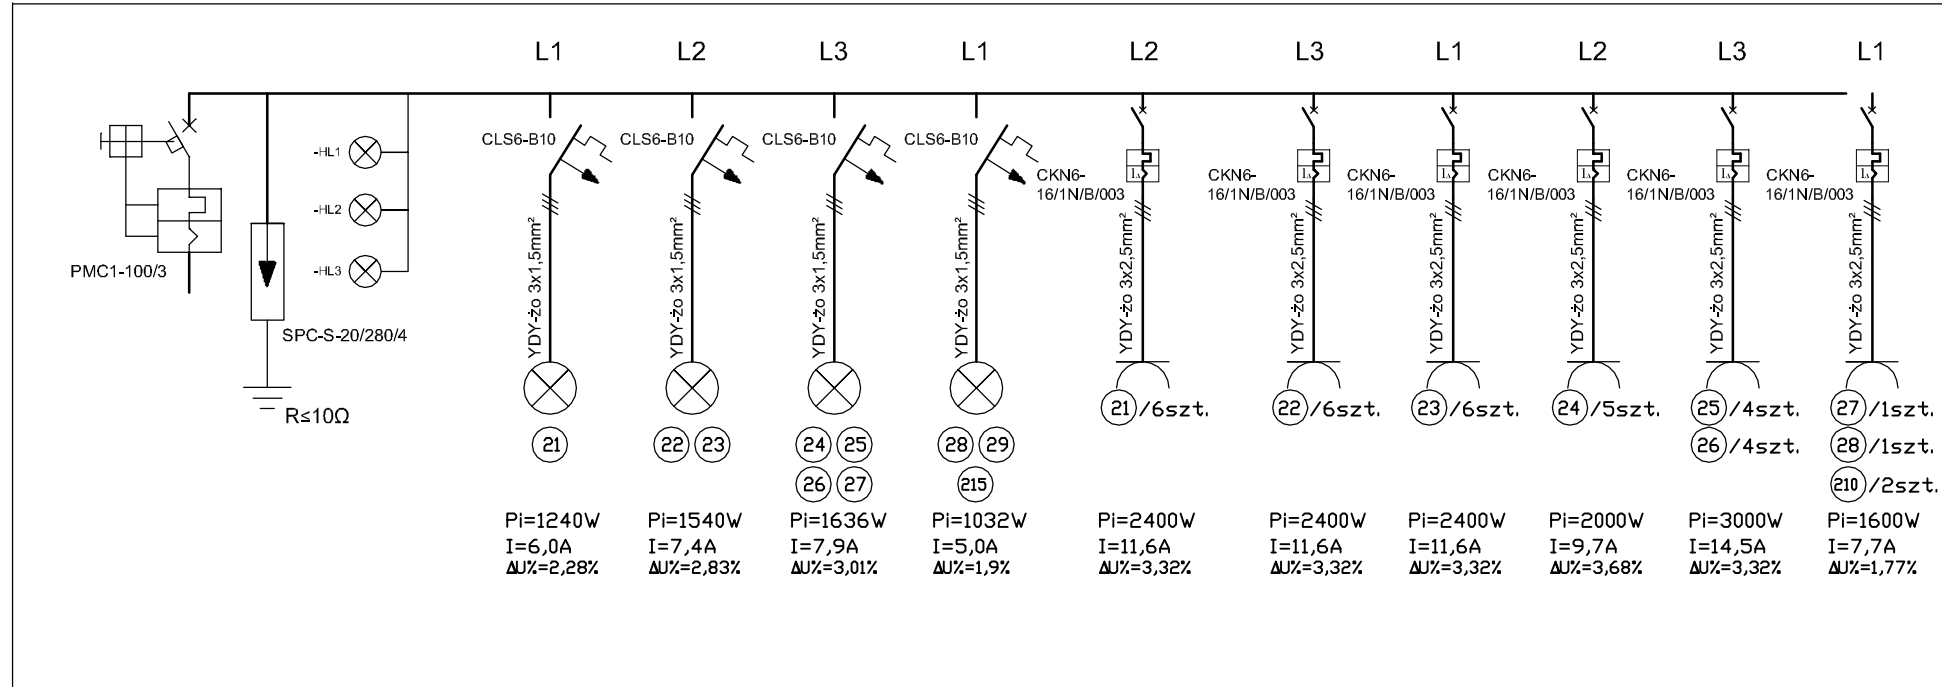 L1 L2 L3 L1 L2 L3 L1 L2 L3 L1
PMC1-100/3
-HL1
-HL2
-HL3
SPC-S-20/280/4
R≤10Ω
CLS6-B10
YDY-żo 3x1,5mm²
21
Pi=1240W
I=6,0A
ΔU%=2,28%
CLS6-B10
YDY-żo 3x1,5mm²
22 23
Pi=1540W
I=7,4A
ΔU%=2,83%
CLS6-B10
YDY-żo 3x1,5mm²
24 25
26 27
Pi=1636W
I=7,9A
ΔU%=3,01%
CLS6-B10
YDY-żo 3x1,5mm²
28 29
215
Pi=1032W
I=5,0A
ΔU%=1,9%
CKN6-
16/1N/B/003
I∆
YDY-żo 3x2,5mm²
21/6szt.
Pi=2400W
I=11,6A
ΔU%=3,32%
CKN6-
16/1N/B/003
I∆
YDY-żo 3x2,5mm²
22/6szt.
Pi=2400W
I=11,6A
ΔU%=3,32%
CKN6-
16/1N/B/003
I∆
YDY-żo 3x2,5mm²
23/6szt.
Pi=2400W
I=11,6A
ΔU%=3,32%
CKN6-
16/1N/B/003
I∆
YDY-żo 3x2,5mm²
24/5szt.
Pi=2000W
I=9,7A
ΔU%=3,68%
CKN6-
16/1N/B/003
I∆
YDY-żo 3x2,5mm²
25/4szt.
26/4szt.
Pi=3000W
I=14,5A
ΔU%=3,32%
CKN6-
16/1N/B/003
I∆
YDY-żo 3x2,5mm²
27/1szt.
28/1szt.
210/2szt.
Pi=1600W
I=7,7A
ΔU%=1,77%